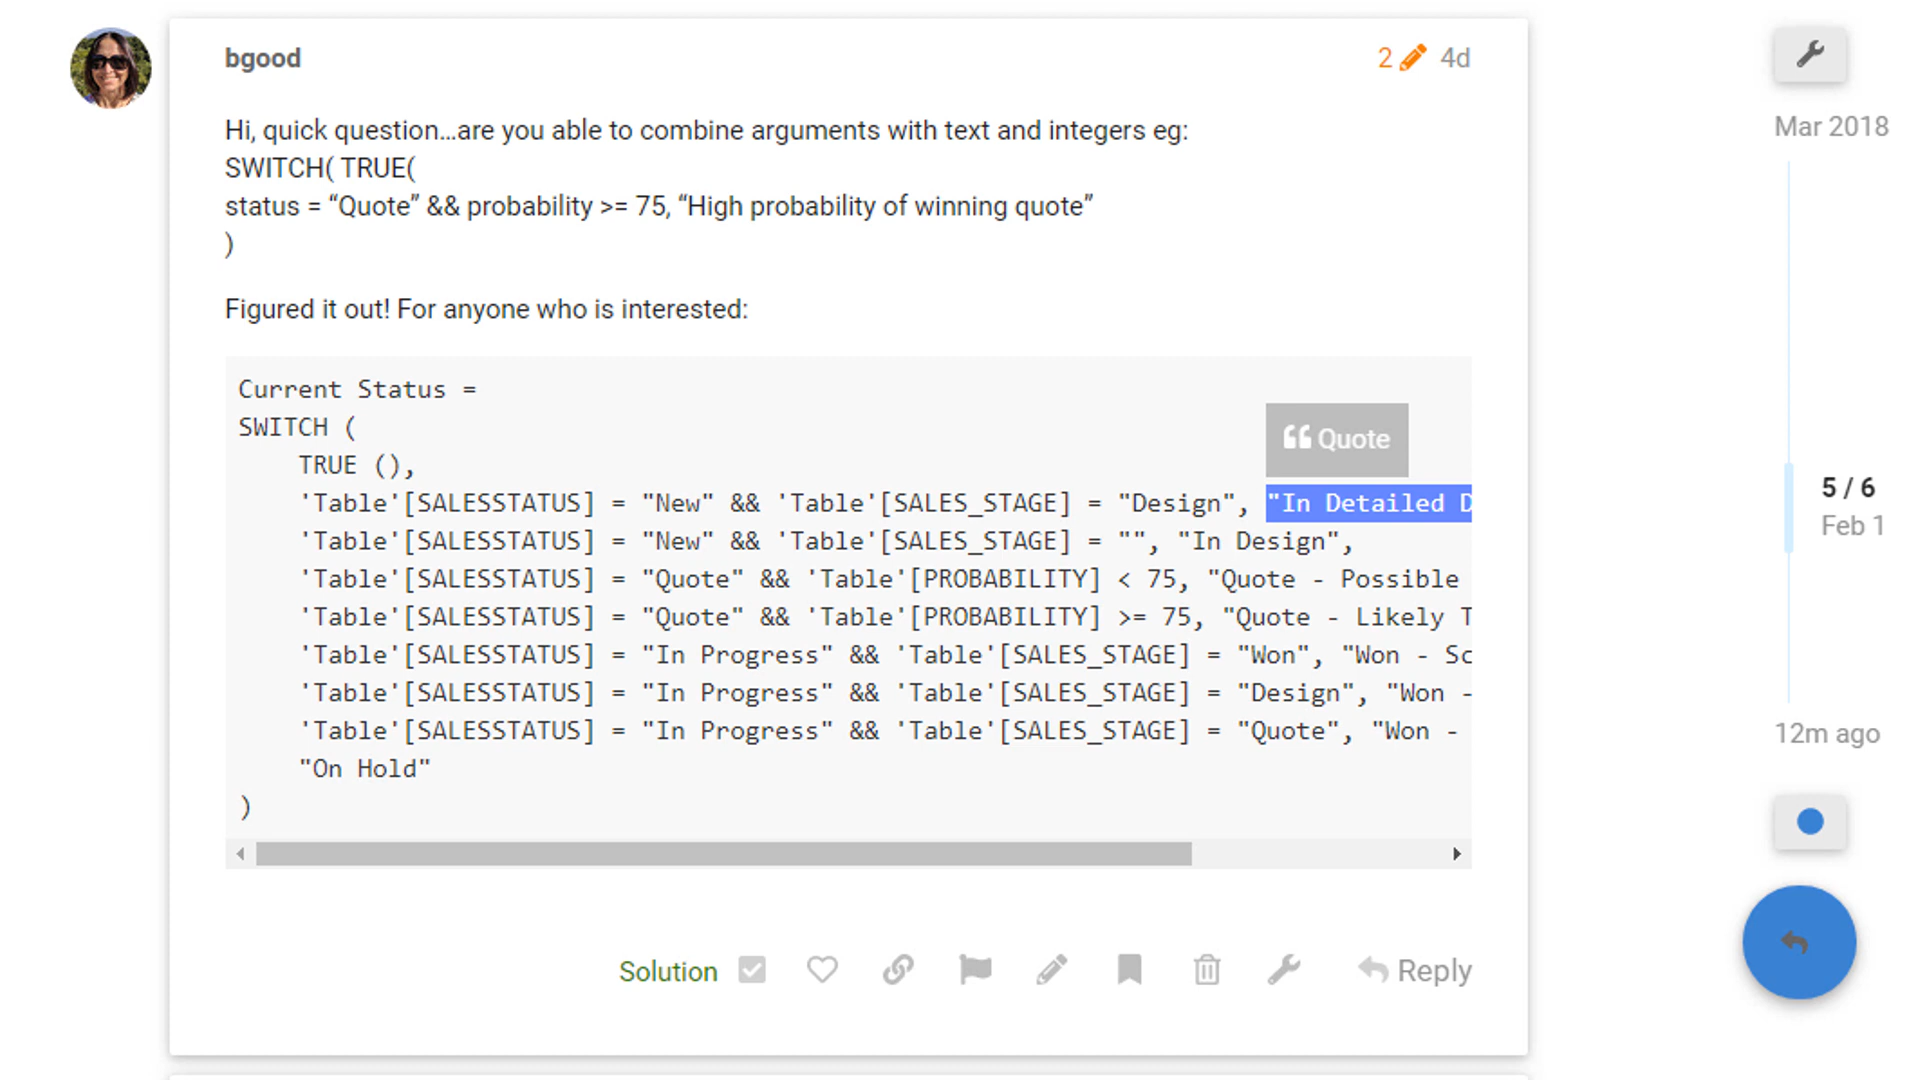 bgood
2 4d
Hi, quick question…are you able to combine arguments with text and integers eg:
SWITCH( TRUE(
status = “Quote” && probability >= 75, “High probability of winning quote”
)
Figured it out! For anyone who is interested:
Current Status =
SWITCH (
TRUE (),
'Table'[SALESSTATUS] = "New" && 'Table'[SALES_STAGE] = "Design", "In Detailed D
'Table'[SALESSTATUS] = "New" && 'Table'[SALES_STAGE] = "", "In Design",
'Table'[SALESSTATUS] = "Quote" && 'Table'[PROBABILITY] < 75, "Quote - Possible
'Table'[SALESSTATUS] = "Quote" && 'Table'[PROBABILITY] >= 75, "Quote - Likely T
'Table'[SALESSTATUS] = "In Progress" && 'Table'[SALES_STAGE] = "Won", "Won - Sc
'Table'[SALESSTATUS] = "In Progress" && 'Table'[SALES_STAGE] = "Design", "Won -
'Table'[SALESSTATUS] = "In Progress" && 'Table'[SALES_STAGE] = "Quote", "Won -
"On Hold"
)
Quote
Solution
Reply
Mar 2018
5 / 6
Feb 1
12m ago